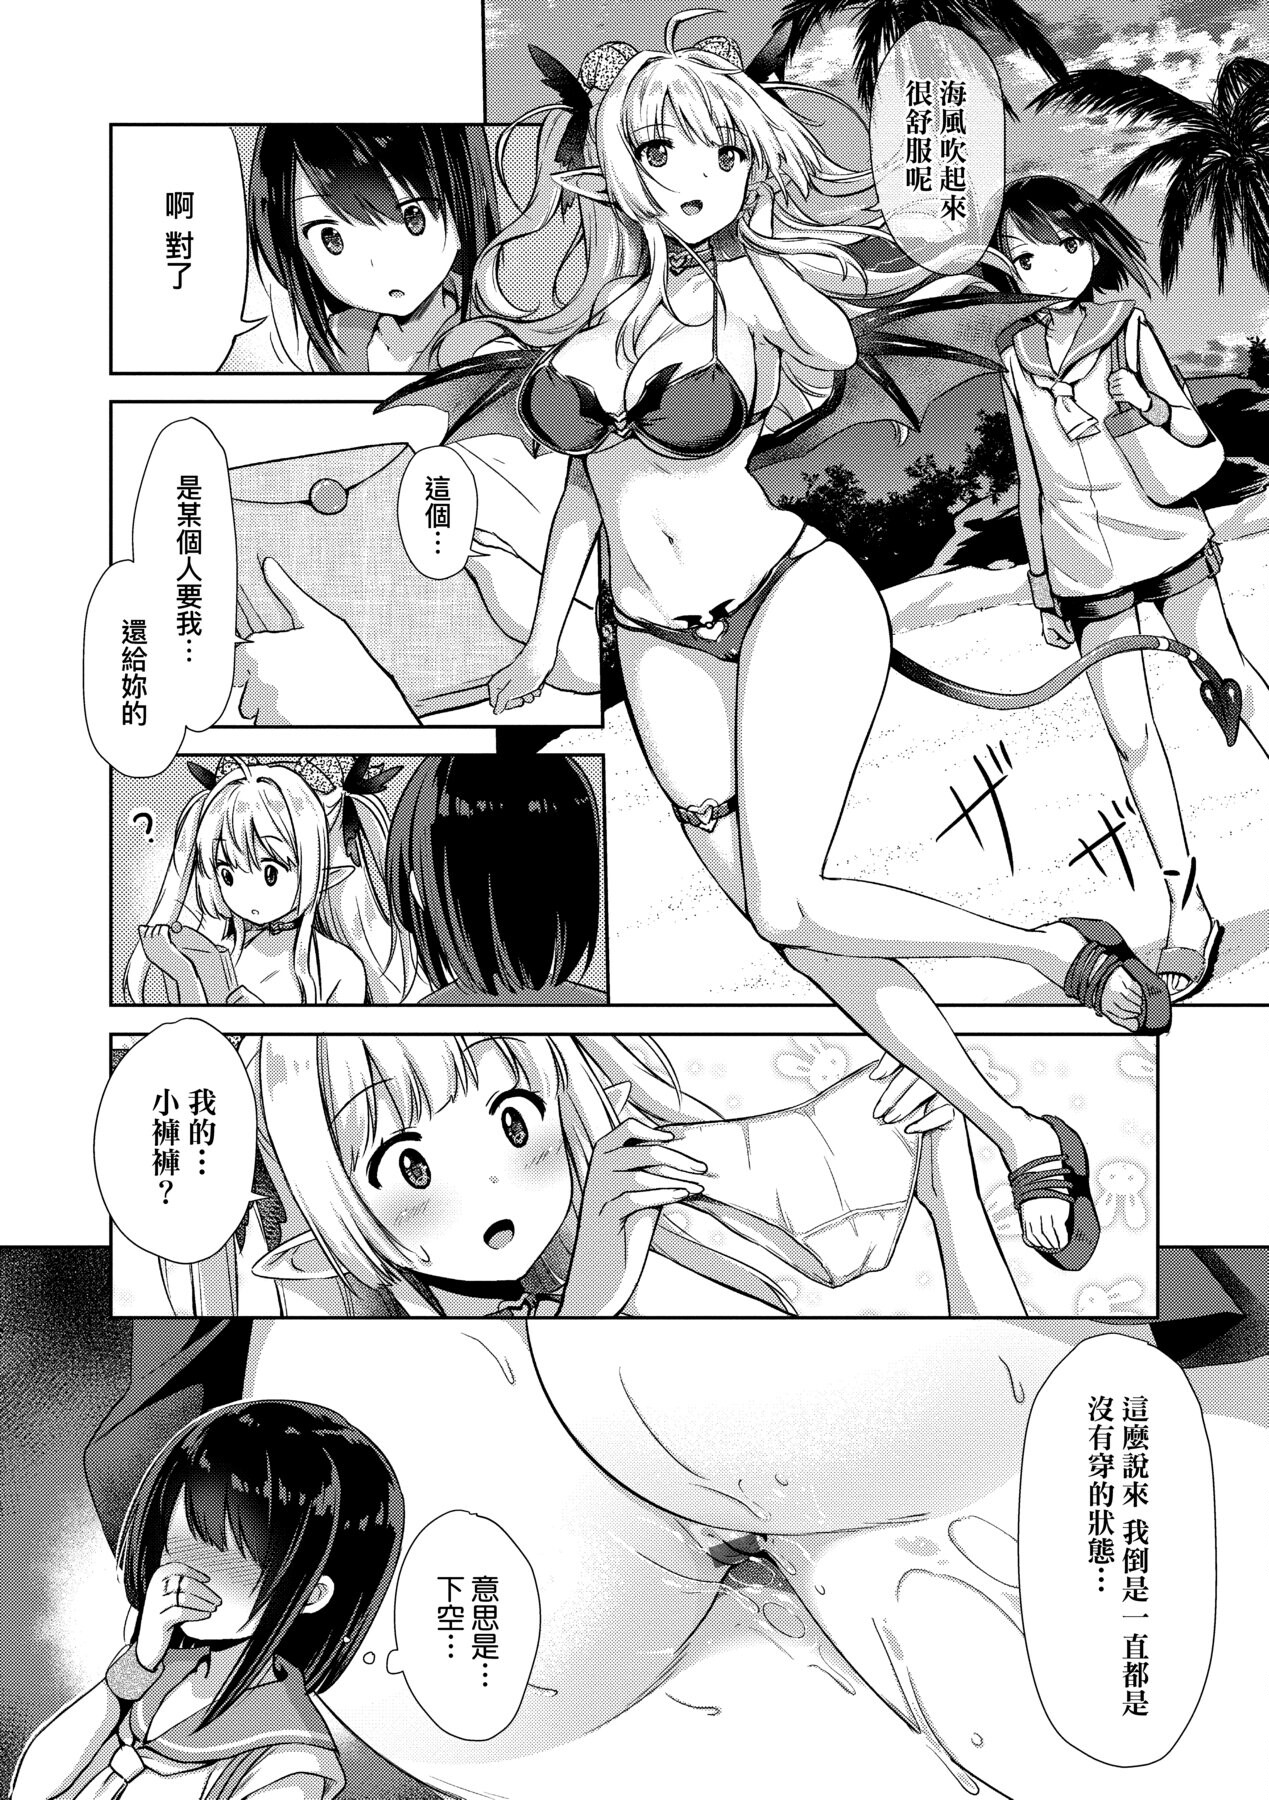 海風吹起來
很舒服呢
ザッ
ザッ
啊 對了
這個…
是某個人要我…
還給妳的
?
我的…
小褲褲?
這麼說來 我倒是一直都是
沒有穿的狀態…
意思是…
下空…